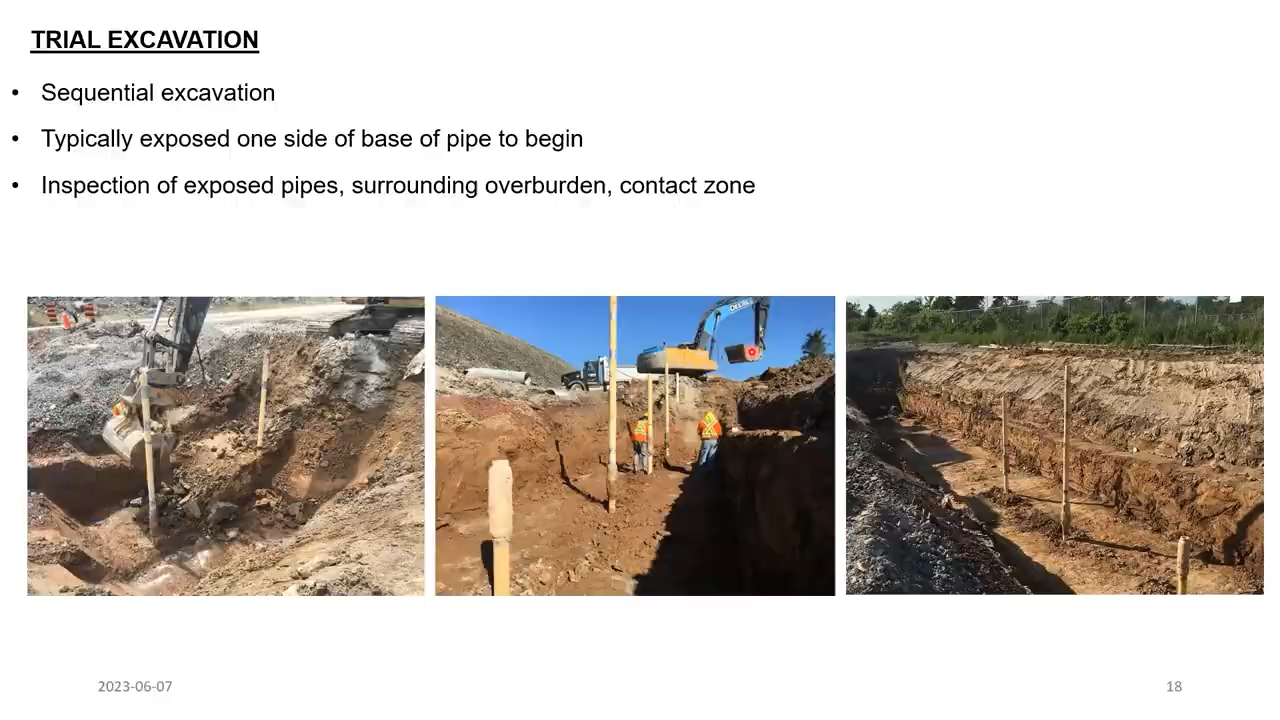 TRIAL EXCAVATION
• Sequential excavation
• Typically exposed one side of base of pipe to begin
• Inspection of exposed pipes, surrounding overburden, contact zone
DEERE
2023-06-07
18